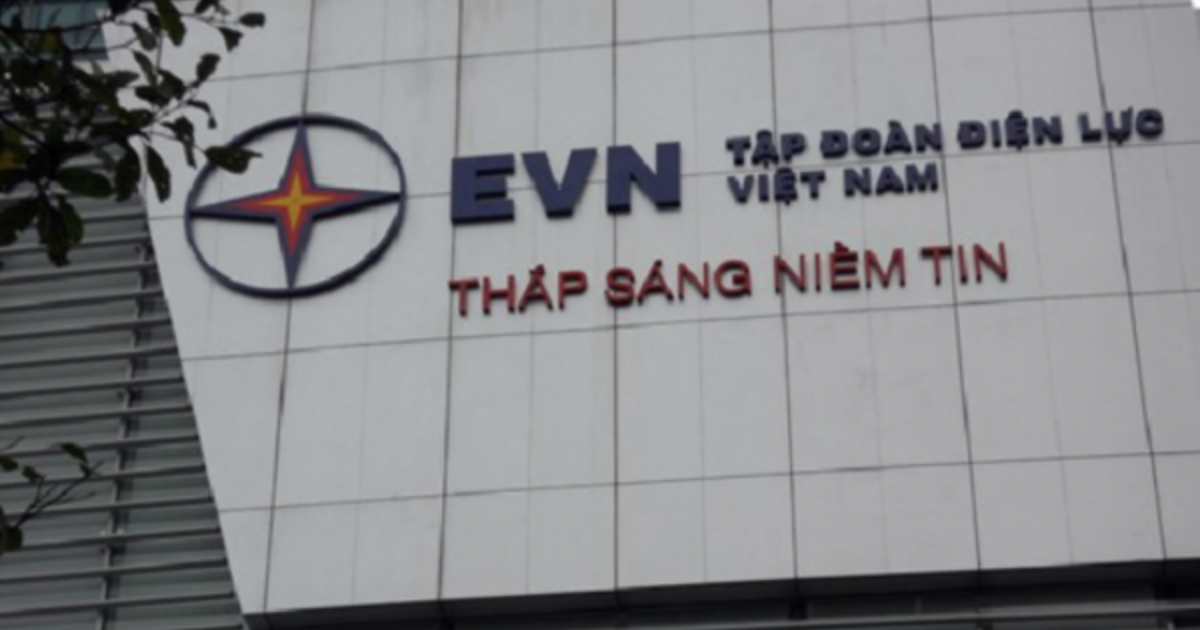 EVN TẬP ĐOÀN ĐIỆN LỰC
VIỆT NAM
THẮP SÁNG NIỀM TIN